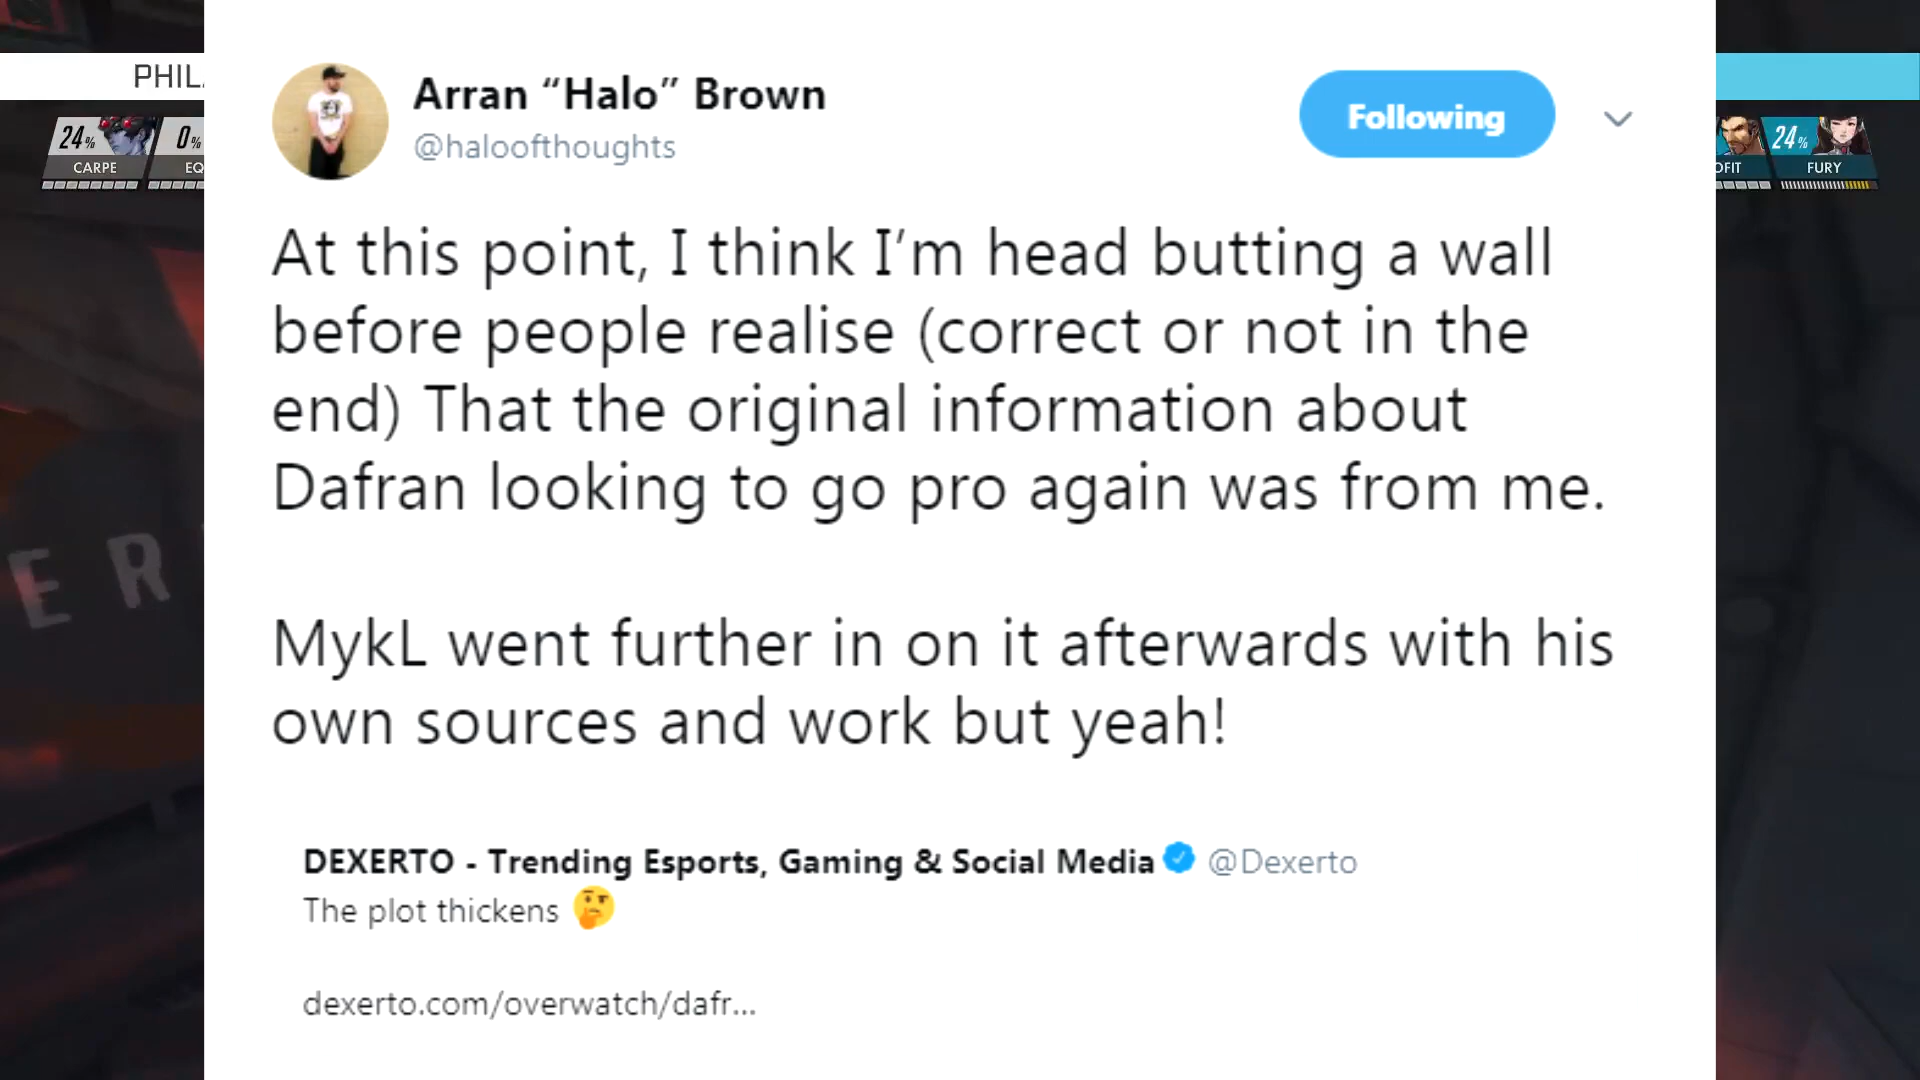 PHIL
24%
CARPE
0%
EQ
Arran “Halo” Brown
@haloofthoughts
Following
OFIT
24%
FURY
At this point, I think I’m head butting a wall
before people realise (correct or not in the
end) That the original information about
Dafran looking to go pro again was from me.
MykL went further in on it afterwards with his
own sources and work but yeah!
E R
DEXERTO - Trending Esports, Gaming & Social Media @Dexerto
The plot thickens 🤔
dexerto.com/overwatch/dafr...